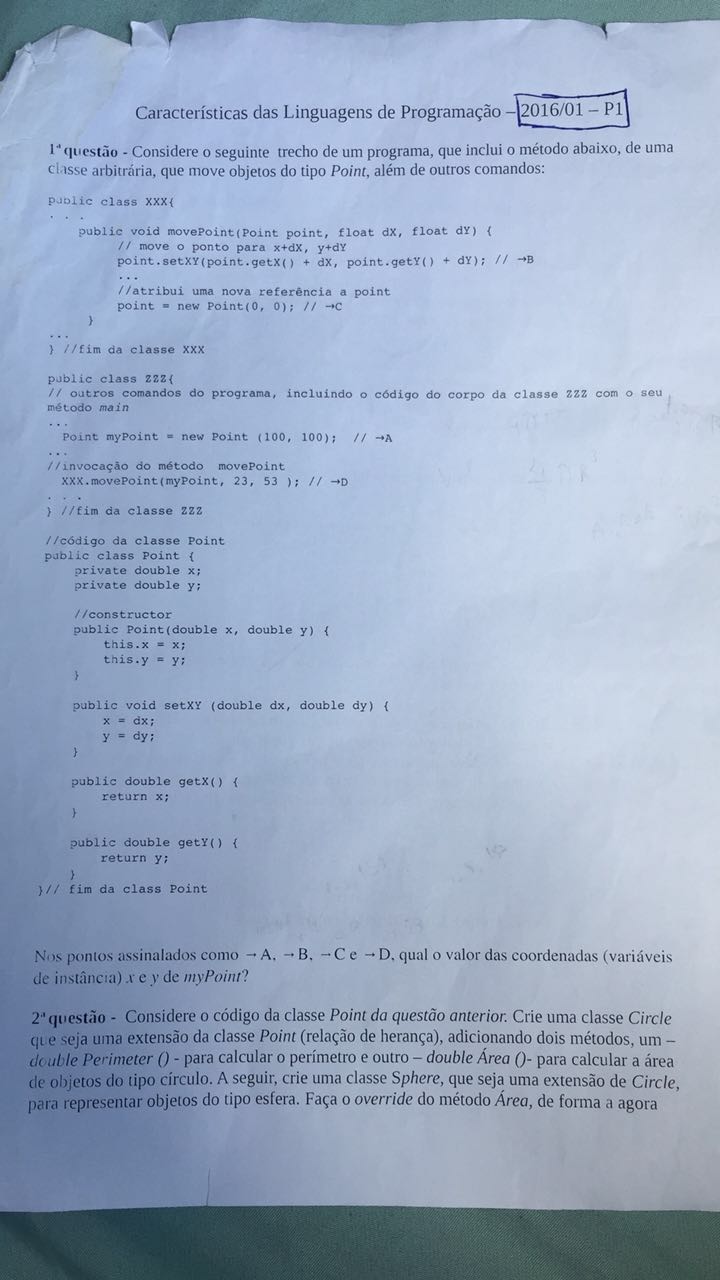 Características das Linguagens de Programação – 2016/01 – P1
1ª questão - Considere o seguinte trecho de um programa, que inclui o método abaixo, de uma
classe arbitrária, que move objetos do tipo Point, além de outros comandos:
public class XXX{
. . .
public void movePoint(Point point, float dX, float dY) {
// move o ponto para x+dX, y+dY
point.setXY(point.getX() + dX, point.getY() + dY); // →B
...
//atribui uma nova referência a point
point = new Point(0, 0); // →C
}
...
} //fim da classe XXX
public class ZZZ{
// outros comandos do programa, incluindo o código do corpo da classe ZZZ com o seu
método main
...
Point myPoint = new Point (100, 100); // →A
...
//invocação do método movePoint
XXX.movePoint(myPoint, 23, 53 ); // →D
. . .
} //fim da classe ZZZ
//código da classe Point
public class Point {
private double x;
private double y;
//constructor
public Point(double x, double y) {
this.x = x;
this.y = y;
}
public void setXY (double dx, double dy) {
x = dx;
y = dy;
}
public double getX() {
return x;
}
public double getY() {
return y;
}
}// fim da class Point
Nos pontos assinalados como →A, →B, →C e →D, qual o valor das coordenadas (variáveis
de instância) x e y de myPoint?
2ª questão - Considere o código da classe Point da questão anterior. Crie uma classe Circle
que seja uma extensão da classe Point (relação de herança), adicionando dois métodos, um –
double Perimeter () - para calcular o perímetro e outro – double Área ()- para calcular a área
de objetos do tipo círculo. A seguir, crie uma classe Sphere, que seja uma extensão de Circle,
para representar objetos do tipo esfera. Faça o override do método Área, de forma a agora